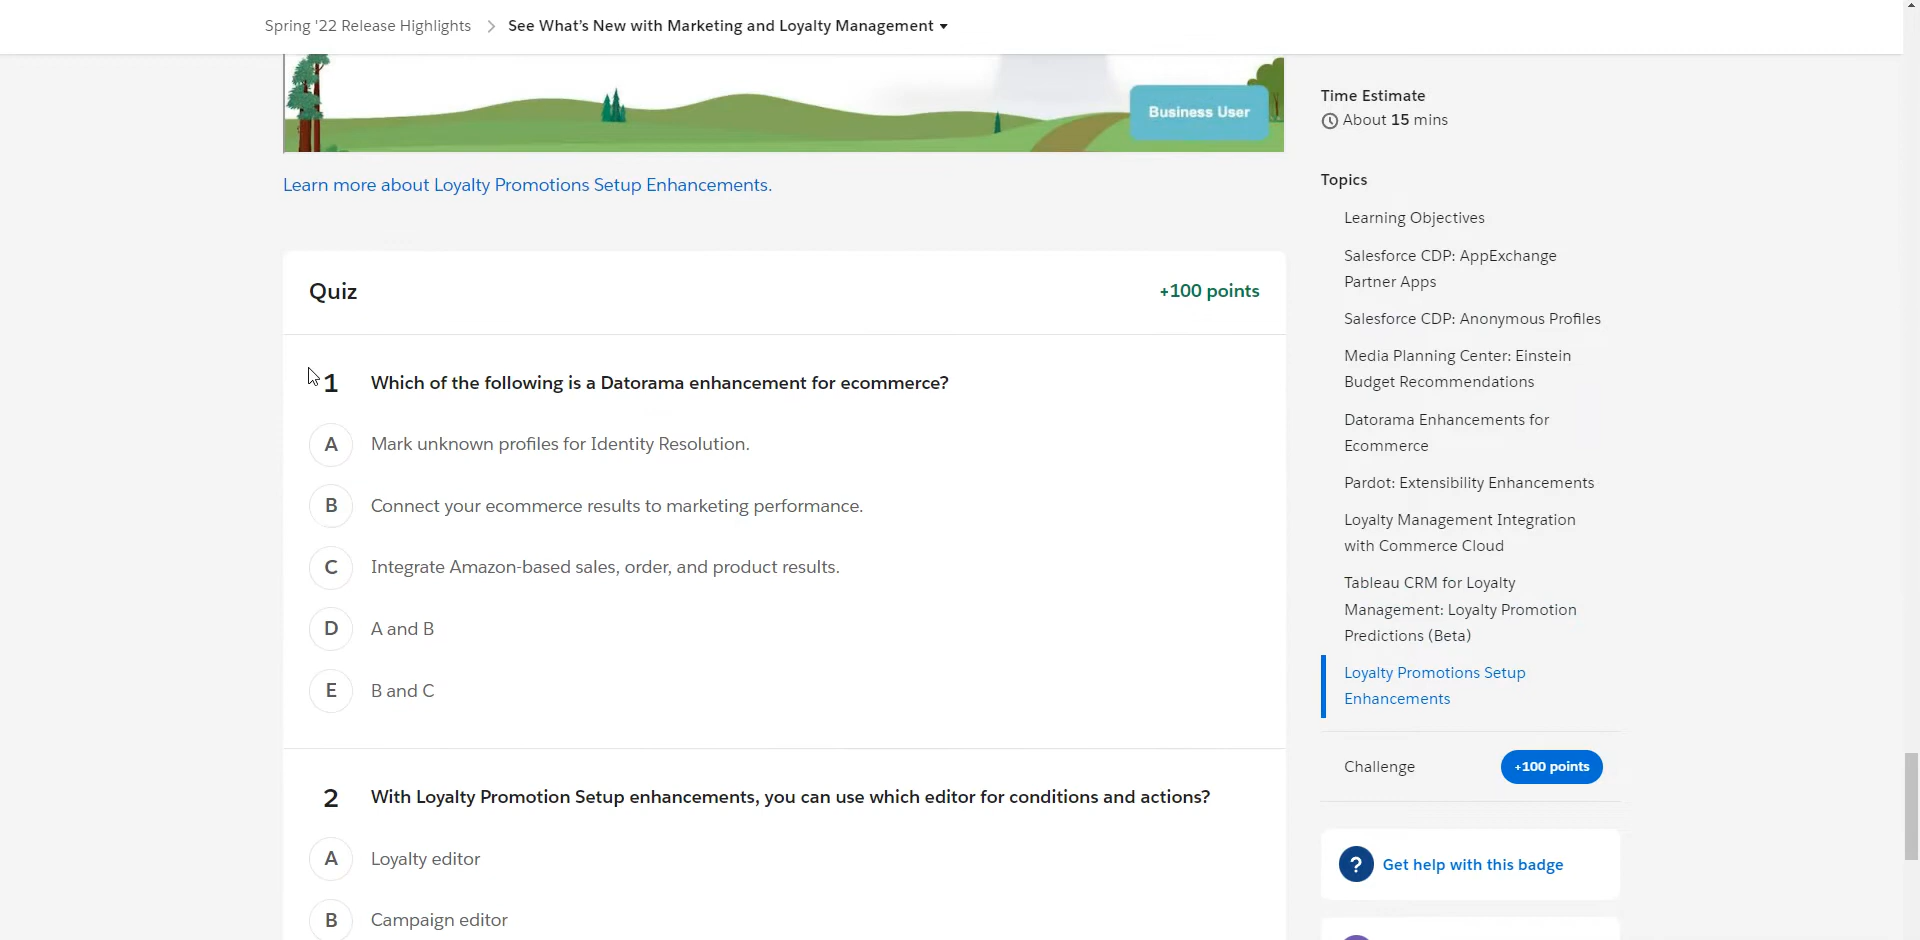 Spring '22 Release Highlights
See What's New with Marketing and Loyalty Management
Business User
Learn more about Loyalty Promotions Setup Enhancements.
Quiz
+100 points
1 Which of the following is a Datorama enhancement for ecommerce?
A Mark unknown profiles for Identity Resolution.
B Connect your ecommerce results to marketing performance.
C Integrate Amazon-based sales, order, and product results.
D A and B
E B and C
2 With Loyalty Promotion Setup enhancements, you can use which editor for conditions and actions?
A Loyalty editor
B Campaign editor
Time Estimate
About 15 mins
Topics
Learning Objectives
Salesforce CDP: AppExchange
Partner Apps
Salesforce CDP: Anonymous Profiles
Media Planning Center: Einstein
Budget Recommendations
Datorama Enhancements for
Ecommerce
Pardot: Extensibility Enhancements
Loyalty Management Integration
with Commerce Cloud
Tableau CRM for Loyalty
Management: Loyalty Promotion
Predictions (Beta)
Loyalty Promotions Setup
Enhancements
Challenge
+100 points
? Get help with this badge